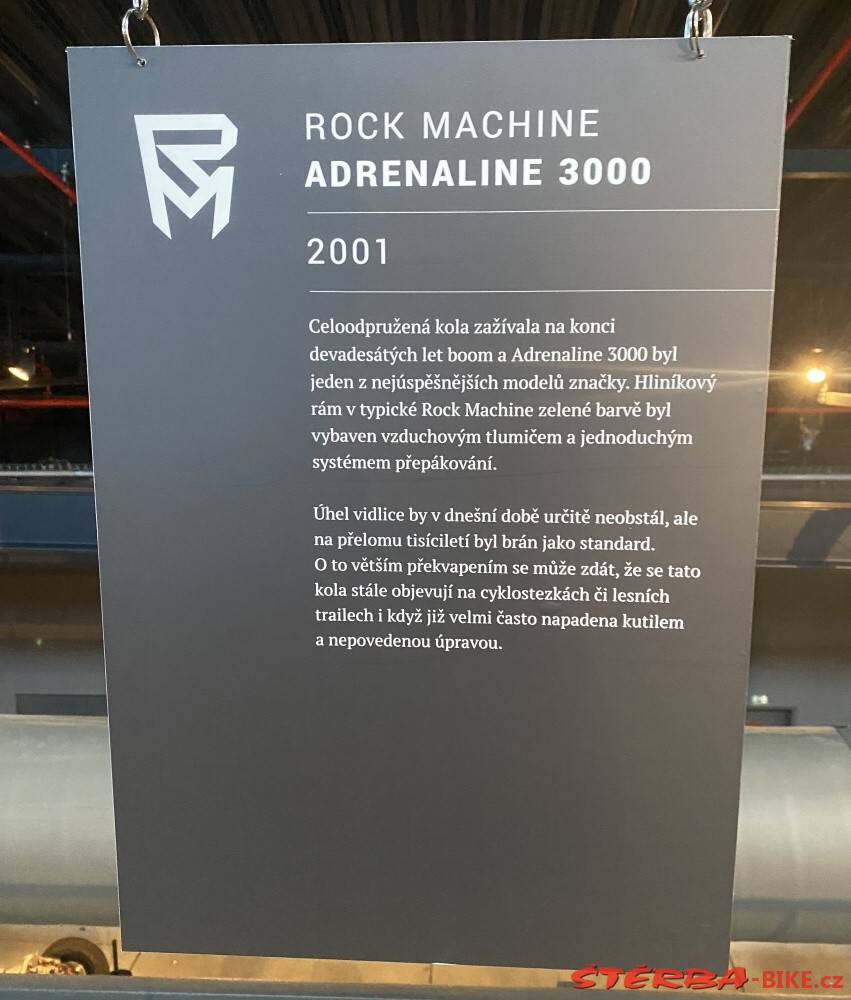 RM
ROCK MACHINE
ADRENALINE 3000
2001
Celoodpružená kola zažívala na konci
devadesátých let boom a Adrenaline 3000 byl
jeden z nejúspěšnějších modelů značky. Hliníkový
rám v typické Rock Machine zelené barvě byl
vybaven vzduchovým tlumičem a jednoduchým
systémem přepákování.
Úhel vidlice by v dnešní době určitě neobstál, ale
na přelomu tisíciletí byl brán jako standard.
O to větším překvapením se může zdát, že se tato
kola stále objevují na cyklostezkách či lesních
trailech i když již velmi často napadena kutilem
a nepovedenou úpravou.
ŠTĚRBA-BIKE.cz